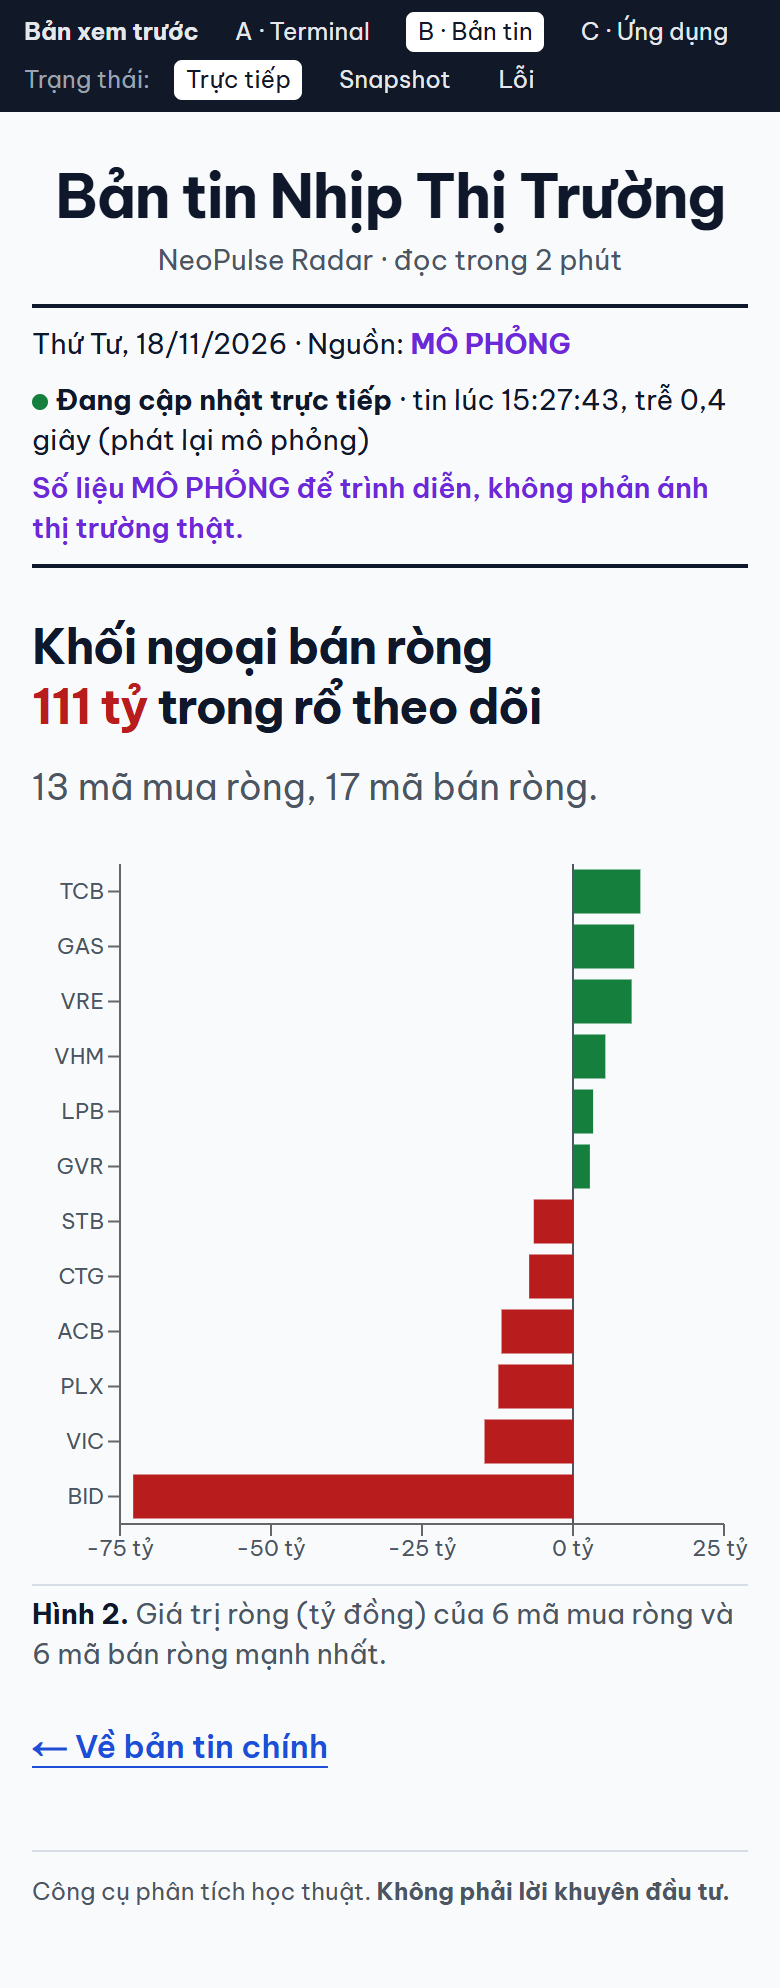 Bản xem trước A · Terminal B · Bản tin C · Ứng dụng
Trạng thái: Trực tiếp Snapshot Lỗi
Bản tin Nhịp Thị Trường
NeoPulse Radar · đọc trong 2 phút
Thứ Tư, 18/11/2026 · Nguồn: MÔ PHỎNG
Đang cập nhật trực tiếp · tin lúc 15:27:43, trễ 0,4
giây (phát lại mô phỏng)
Số liệu MÔ PHỎNG để trình diễn, không phản ánh
thị trường thật.
Khối ngoại bán ròng
111 tỷ trong rổ theo dõi
13 mã mua ròng, 17 mã bán ròng.
TCB
GAS
VRE
VHM
LPB
GVR
STB
CTG
ACB
PLX
VIC
BID
-75 tỷ -50 tỷ -25 tỷ 0 tỷ 25 tỷ
Hình 2. Giá trị ròng (tỷ đồng) của 6 mã mua ròng và
6 mã bán ròng mạnh nhất.
← Về bản tin chính
Công cụ phân tích học thuật. Không phải lời khuyên đầu tư.